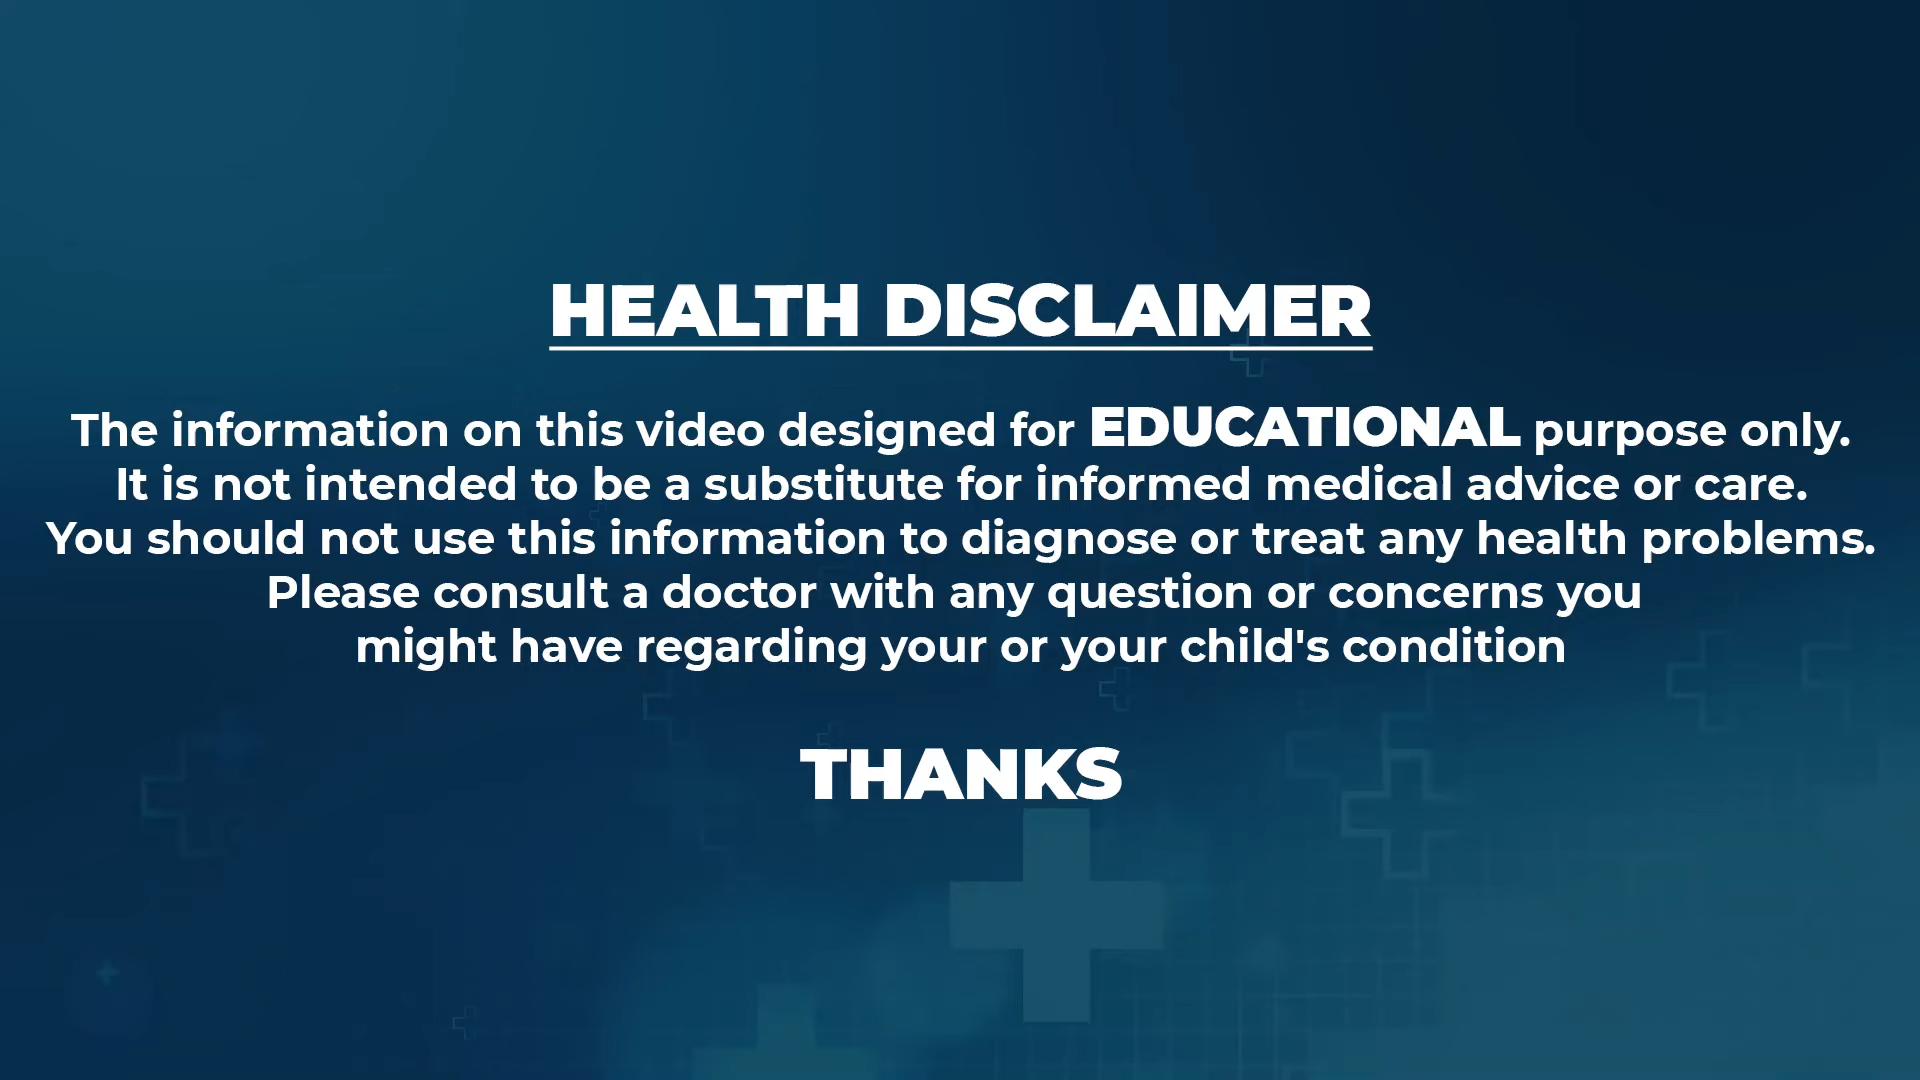 HEALTH DISCLAIMER
The information on this video designed for EDUCATIONAL purpose only.
It is not intended to be a substitute for informed medical advice or care.
You should not use this information to diagnose or treat any health problems.
Please consult a doctor with any question or concerns you
might have regarding your or your child's condition
THANKS